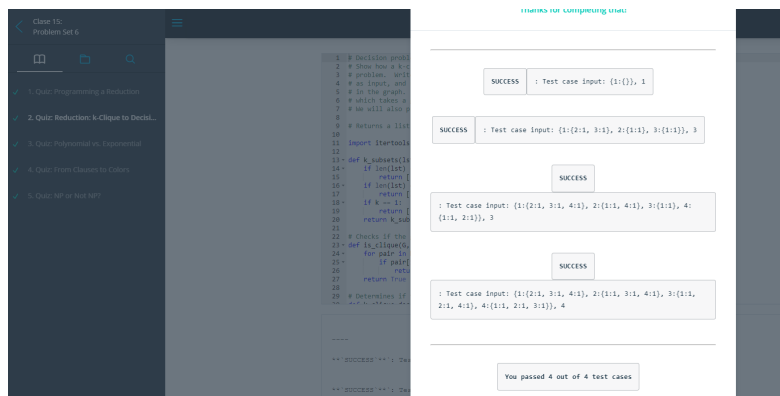 Thanks for completing that!
Clase 15:
Problem Set 6
1. Quiz: Programming a Reduction
2. Quiz: Reduction: k-Clique to Decisi...
3. Quiz: Polynomial vs. Exponential
4. Quiz: From Clauses to Colors
5. Quiz: NP or Not NP?
1 # Decision probl
2 # Show how a k-c
3 # problem. Writ
4 # as input, and
5 # in the graph.
6 # which takes a
7 # We will also p
8
9 # Returns a list
10
11 import itertools
12
13 def k_subsets(ls
14 if len(lst)
15 return [
16 if len(lst)
17 return [
18 if k == 1:
19 return [
20 return k_sub
21
22 # Checks if the
23 def is_clique(G,
24 for pair in
25 if pair[
26 retu
27 return True
28
29 # Determines if
----
**`SUCCESS`**`: Tes
**`SUCCESS`**`: Tes
SUCCESS : Test case input: {1:{}}, 1
SUCCESS : Test case input: {1:{2:1, 3:1}, 2:{1:1}, 3:{1:1}}, 3
SUCCESS
: Test case input: {1:{2:1, 3:1, 4:1}, 2:{1:1, 4:1}, 3:{1:1}, 4:
{1:1, 2:1}}, 3
SUCCESS
: Test case input: {1:{2:1, 3:1, 4:1}, 2:{1:1, 3:1, 4:1}, 3:{1:1,
2:1, 4:1}, 4:{1:1, 2:1, 3:1}}, 4
You passed 4 out of 4 test cases